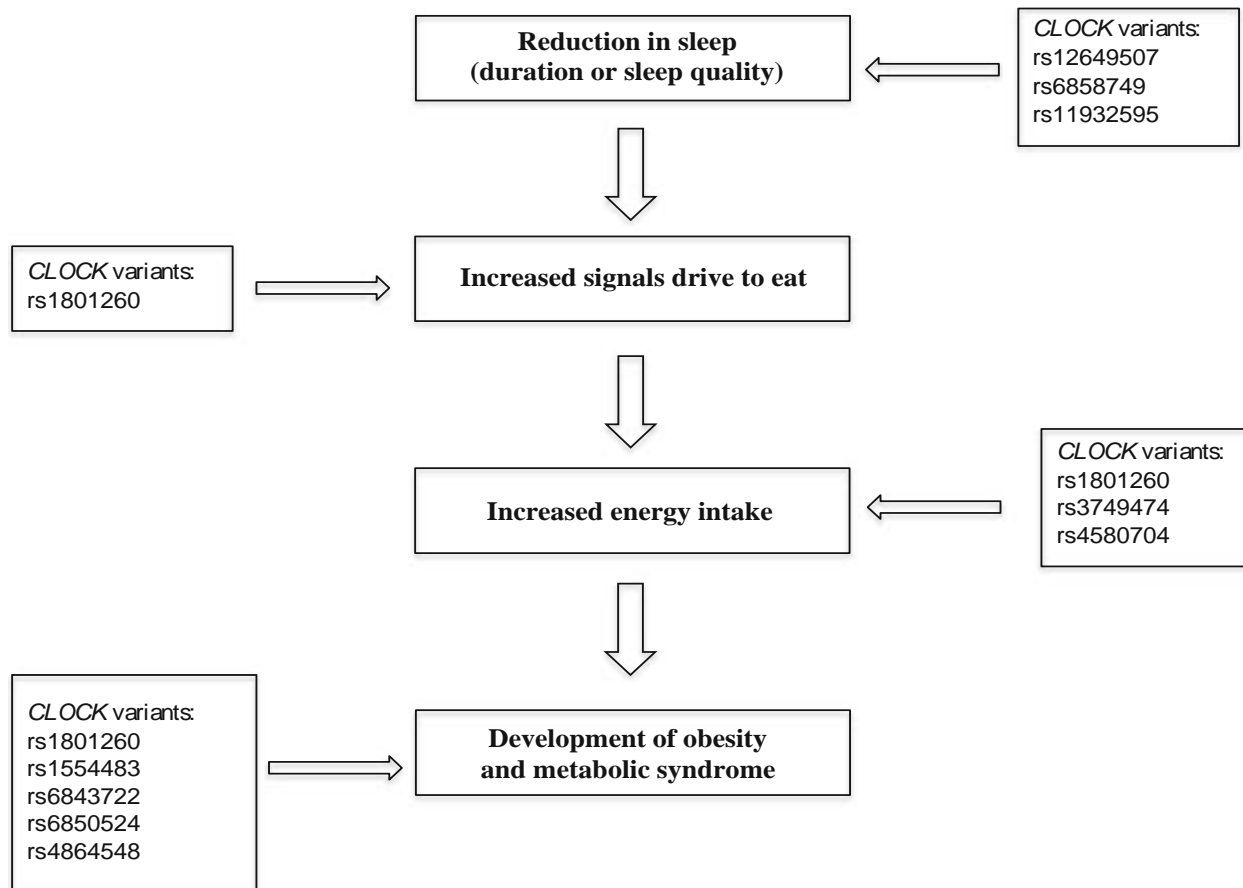 Reduction in sleep
(duration or sleep quality)
CLOCK variants:
rs12649507
rs6858749
rs11932595
CLOCK variants:
rs1801260
Increased signals drive to eat
Increased energy intake
CLOCK variants:
rs1801260
rs3749474
rs4580704
CLOCK variants:
rs1801260
rs1554483
rs6843722
rs6850524
rs4864548
Development of obesity
and metabolic syndrome